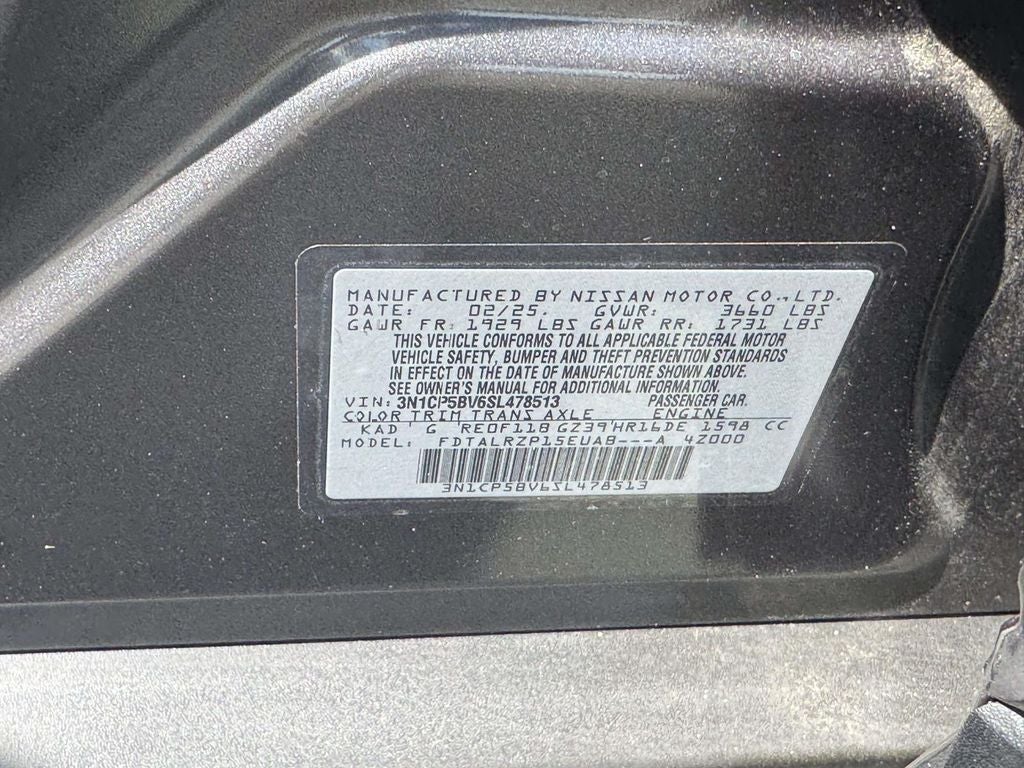 MANUFACTURED BY NISSAN MOTOR CO.,LTD.
DATE: 02/25. GVWR: 3660 LBS
GAWR FR: 1929 LBS GAWR RR: 1731 LBS
THIS VEHICLE CONFORMS TO ALL APPLICABLE FEDERAL MOTOR
VEHICLE SAFETY, BUMPER AND THEFT PREVENTION STANDARDS
IN EFFECT ON THE DATE OF MANUFACTURE SHOWN ABOVE.
SEE OWNER'S MANUAL FOR ADDITIONAL INFORMATION.
VIN: 3N1CP5BV6SL478513 PASSENGER CAR.
COLOR TRIM TRANS AXLE ENGINE
KAD ' G ' RE0F11B GZ39'HR16DE 1598 CC
MODEL: FDTALRZP15EUAB---A 4Z000
3N1CP5BV6SL478513